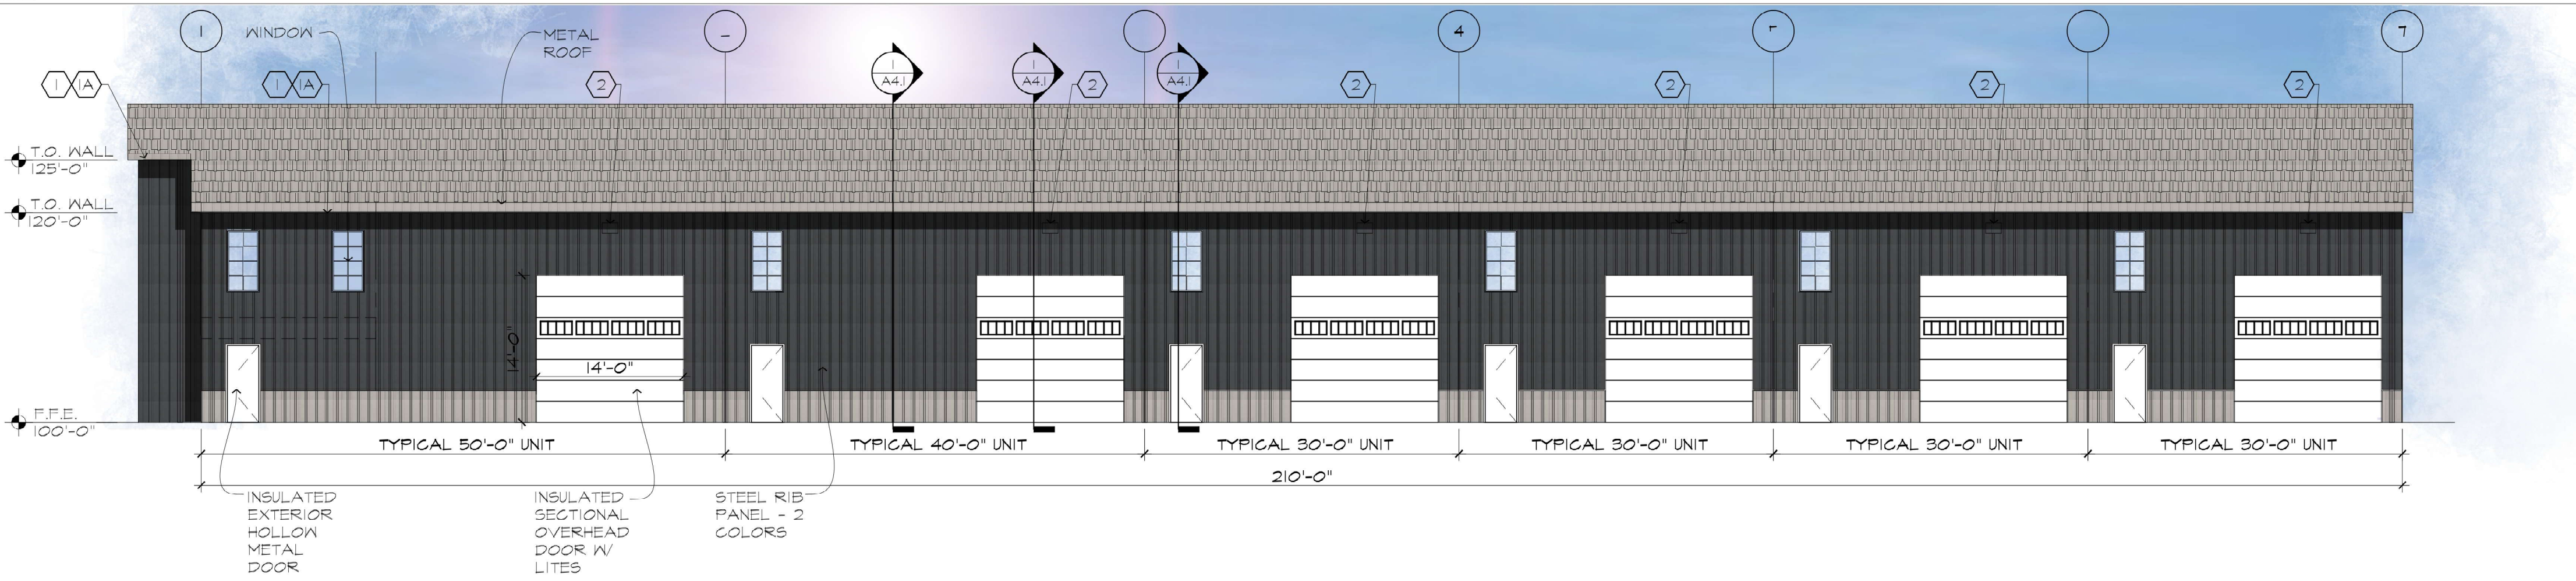 1
WINDOW
METAL
ROOF
4
7
1 1A
1 1A
2
1
A4.1
1
A4.1
2
1
A4.1
2
2
2
2
T.O. WALL
125'-0"
T.O. WALL
120'-0"
14'-0"
14'-0"
F.F.E.
100'-0"
TYPICAL 50'-0" UNIT
TYPICAL 40'-0" UNIT
TYPICAL 30'-0" UNIT
TYPICAL 30'-0" UNIT
TYPICAL 30'-0" UNIT
TYPICAL 30'-0" UNIT
210'-0"
INSULATED
EXTERIOR
HOLLOW
METAL
DOOR
INSULATED
SECTIONAL
OVERHEAD
DOOR W/
LITES
STEEL RIB
PANEL - 2
COLORS